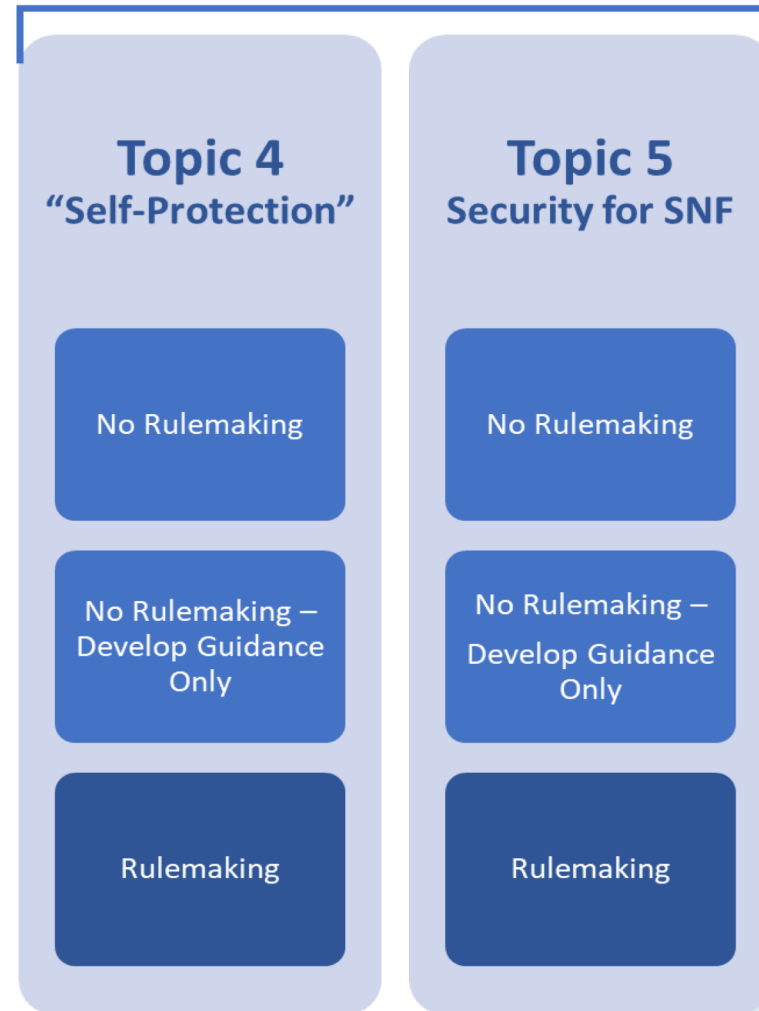 Topic 4
“Self-Protection”
No Rulemaking
No Rulemaking –
Develop Guidance
Only
Rulemaking
Topic 5
Security for SNF
No Rulemaking
No Rulemaking –
Develop Guidance
Only
Rulemaking